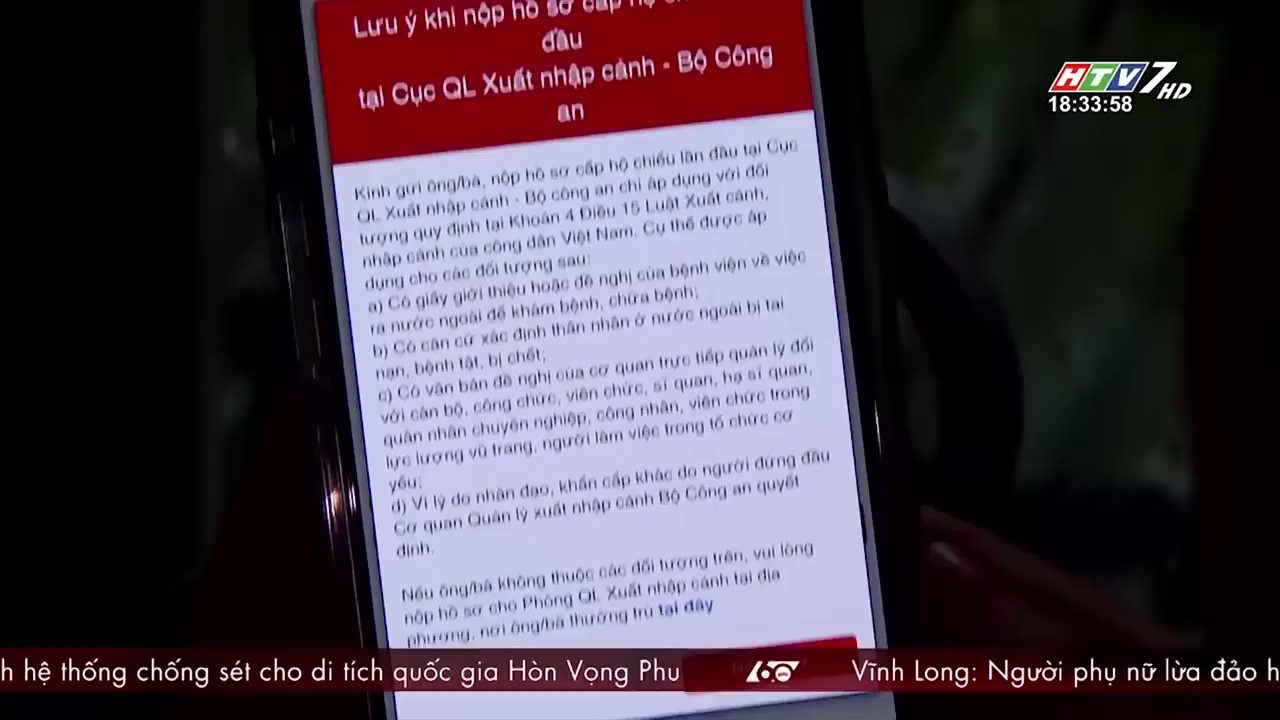 Lưu ý khi nộp hồ sơ cấp hộ
đầu
tại Cục QL Xuất nhập cảnh - Bộ Công
an
HTV7 HD
18:33:58
Kính gửi ông/bà, nộp hồ sơ cấp hộ chiếu lần đầu tại Cục
QL Xuất nhập cảnh - Bộ công an chỉ áp dụng với đối
tượng quy định tại Khoản 4 Điều 15 Luật Xuất cảnh,
nhập cảnh của công dân Việt Nam. Cụ thể được áp
dụng cho các đối tượng sau:
a) Có giấy giới thiệu hoặc đề nghị của bệnh viện về việc
ra nước ngoài để khám bệnh, chữa bệnh;
b) Có căn cứ xác định thân nhân ở nước ngoài bị tai
nạn, bệnh tật, bị chết;
c) Có văn bản đề nghị của cơ quan trực tiếp quản lý đối
với cán bộ, công chức, viên chức, sĩ quan, hạ sĩ quan,
quân nhân chuyên nghiệp, công nhân, viên chức trong
lực lượng vũ trang, người làm việc trong tổ chức cơ
yếu;
d) Vì lý do nhân đạo, khẩn cấp khác do người đứng đầu
Cơ quan Quản lý xuất nhập cảnh Bộ Công an quyết
định.
Nếu ông/bà không thuộc các đối tượng trên, vui lòng
nộp hồ sơ cho Phòng QL Xuất nhập cảnh tại địa
phương, nơi ông/bà thường trú tại đây
h hệ thống chống sét cho di tích quốc gia Hòn Vọng Phu
60
Vĩnh Long: Người phụ nữ lừa đảo h